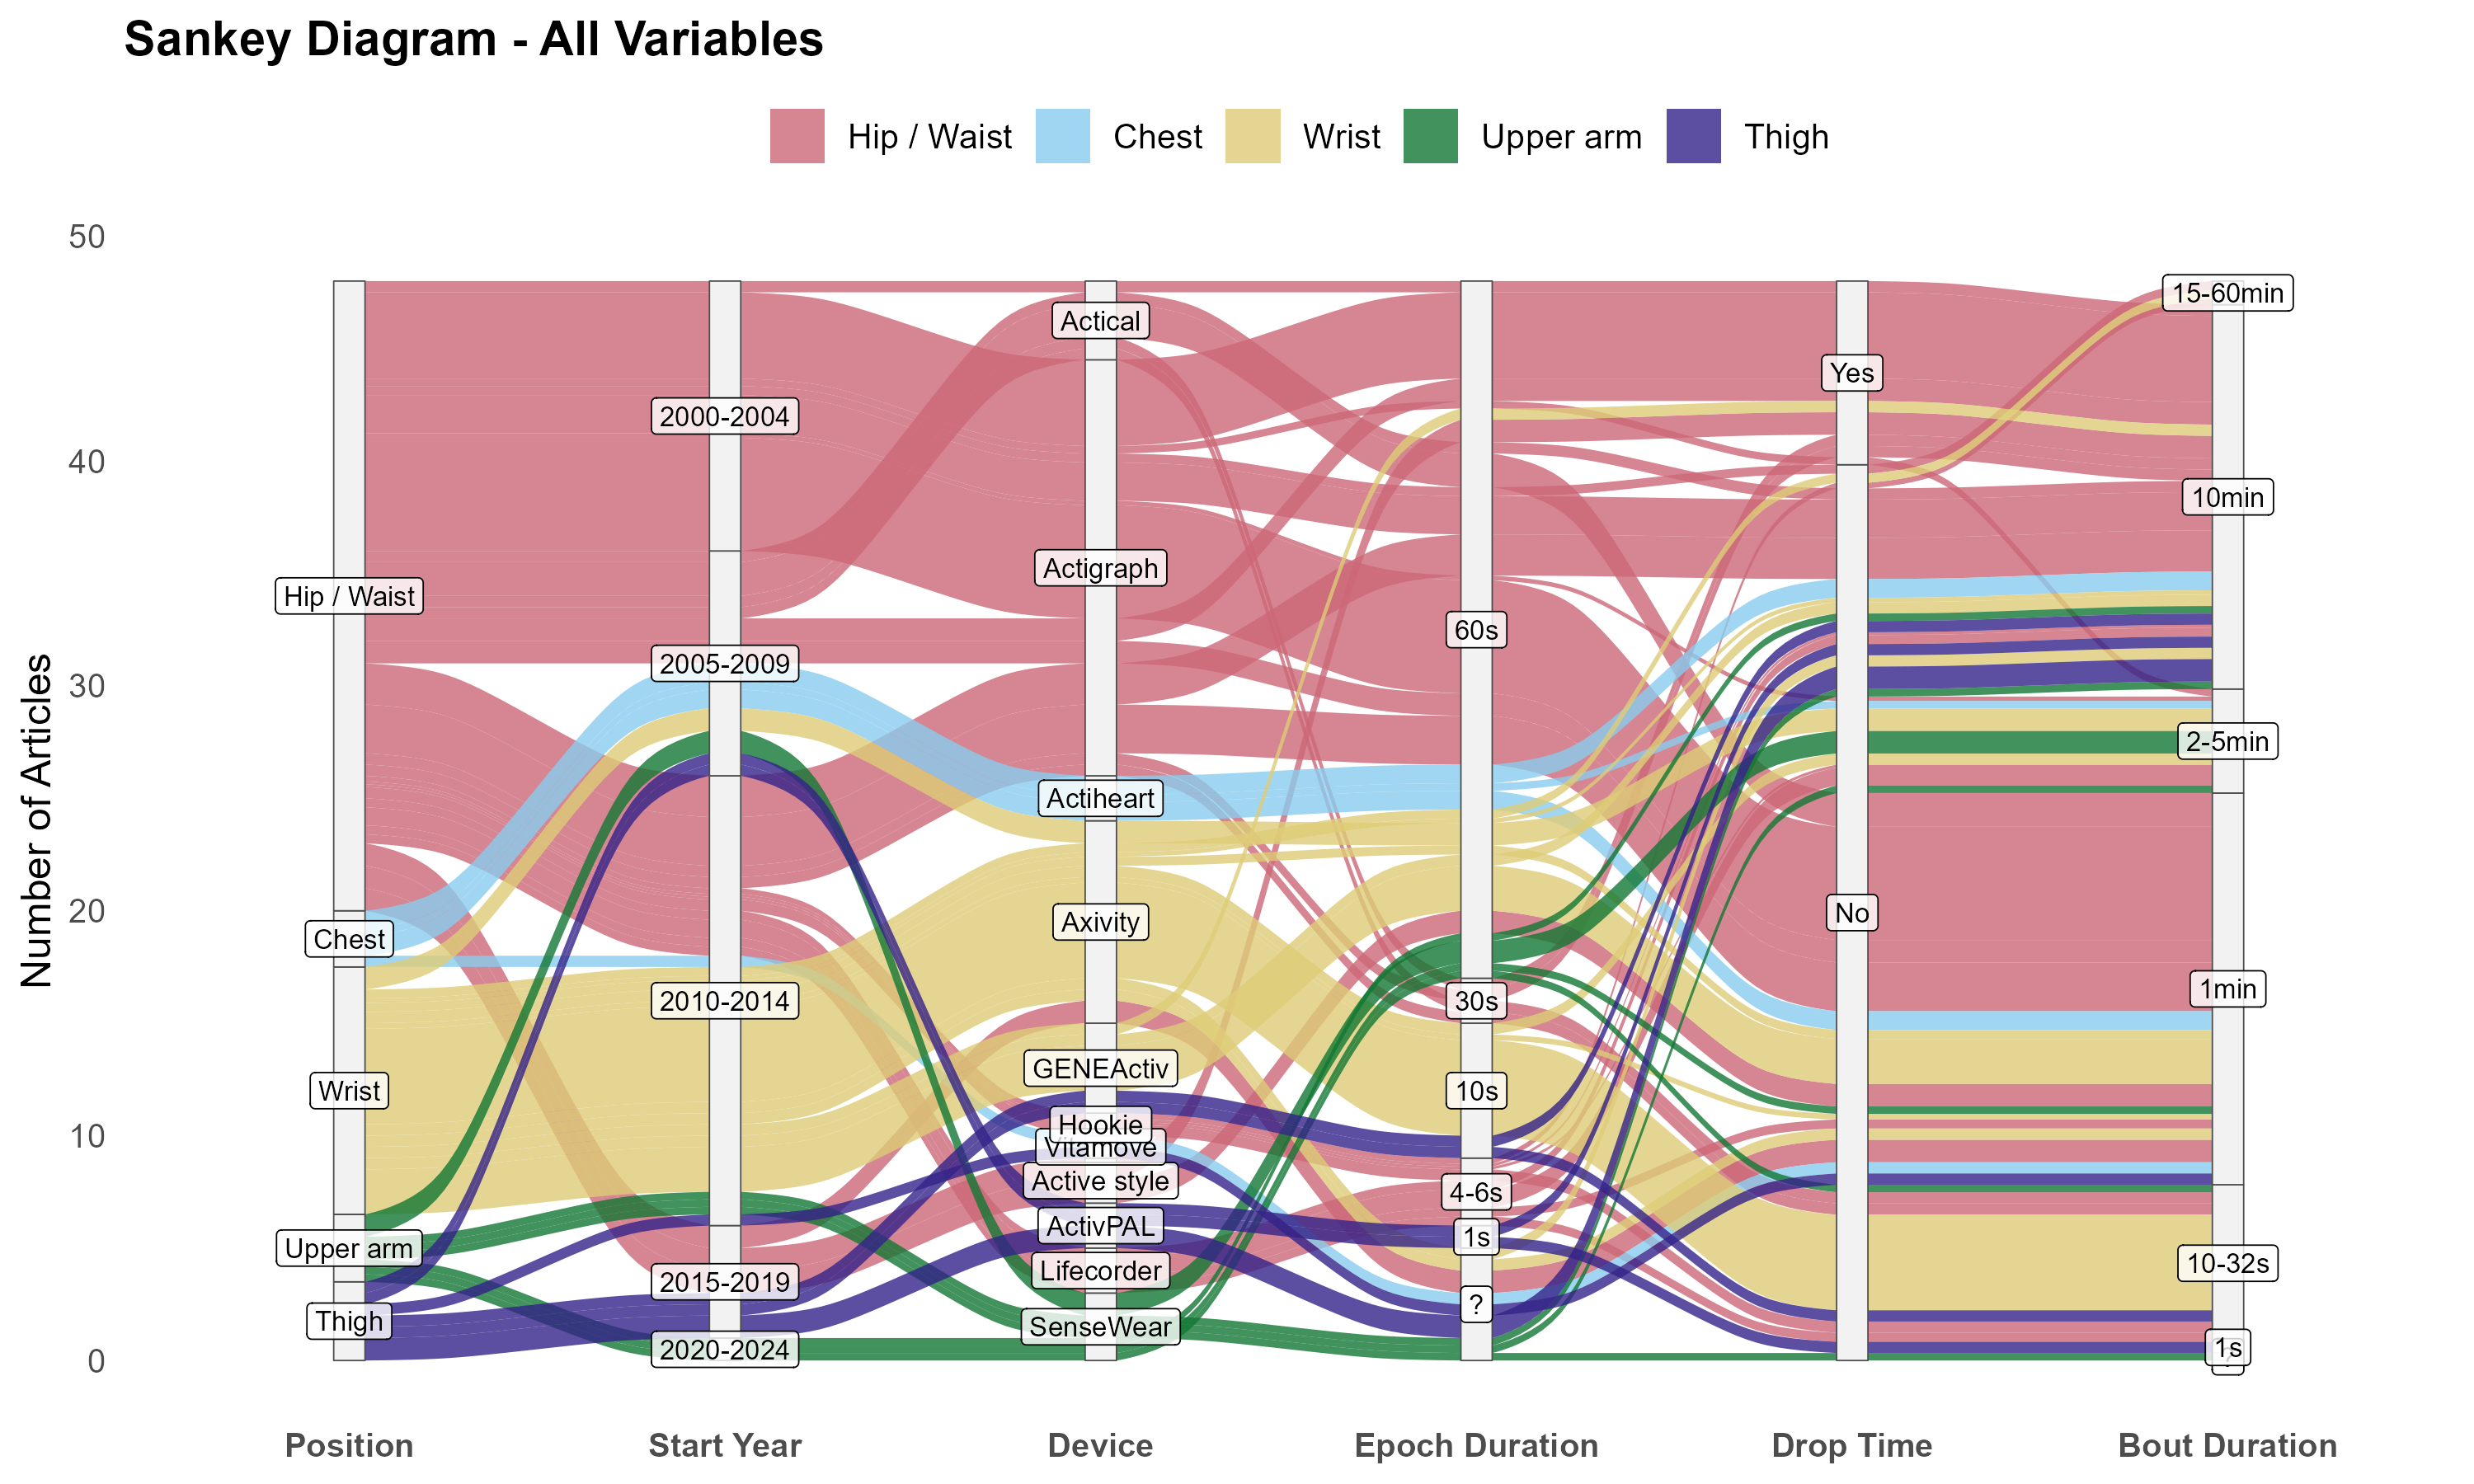 Sankey Diagram - All Variables
Hip / Waist
Chest
Wrist
Upper arm
Thigh
Number of Articles
50
40
30
20
10
0
Hip / Waist
Chest
Wrist
Upper arm
Thigh
2000-2004
2005-2009
2010-2014
2015-2019
2020-2024
Actical
Actigraph
Actiheart
Axivity
GENEActiv
Hookie
Vitamove
Active style
ActivPAL
Lifecorder
SenseWear
60s
30s
10s
4-6s
1s
?
Yes
No
15-60min
10min
2-5min
1min
10-32s
1s
Position
Start Year
Device
Epoch Duration
Drop Time
Bout Duration